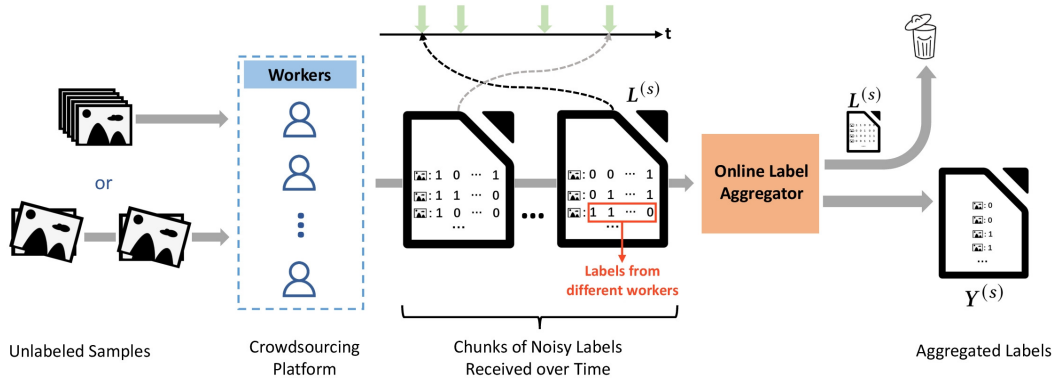 t
Workers
or
L^(s)
: 1 0 ⋯ 1
: 1 1 ⋯ 0
: 1 0 ⋯ 0
⋯
⋯
: 0 0 ⋯ 1
: 0 1 ⋯ 1
: 1 1 ⋯ 0
⋯
Labels from
different workers
Online Label
Aggregator
L^(s)
: 0
: 0
: 1
: 1
⋯
Y^(s)
Unlabeled Samples
Crowdsourcing
Platform
Chunks of Noisy Labels
Received over Time
Aggregated Labels